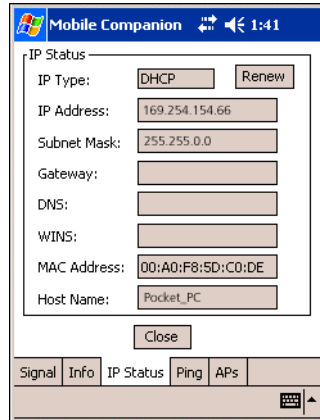 Mobile Companion 1:41
IP Status
IP Type: DHCP Renew
IP Address: 169.254.154.66
Subnet Mask: 255.255.0.0
Gateway:
DNS:
WINS:
MAC Address: 00:A0:F8:5D:C0:DE
Host Name: Pocket_PC
Close
Signal Info IP Status Ping APs